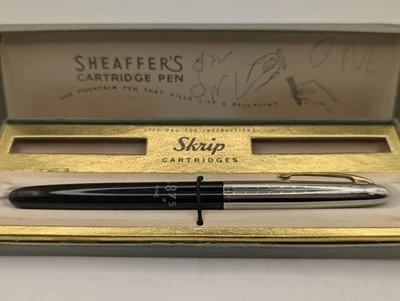 SHEAFFER'S
CARTRIDGE PEN
THE FOUNTAIN PEN THAT FILLS LIKE A BALLPOINT
LIFT PAD FOR INSTRUCTIONS
Skrip
CARTRIDGES
875